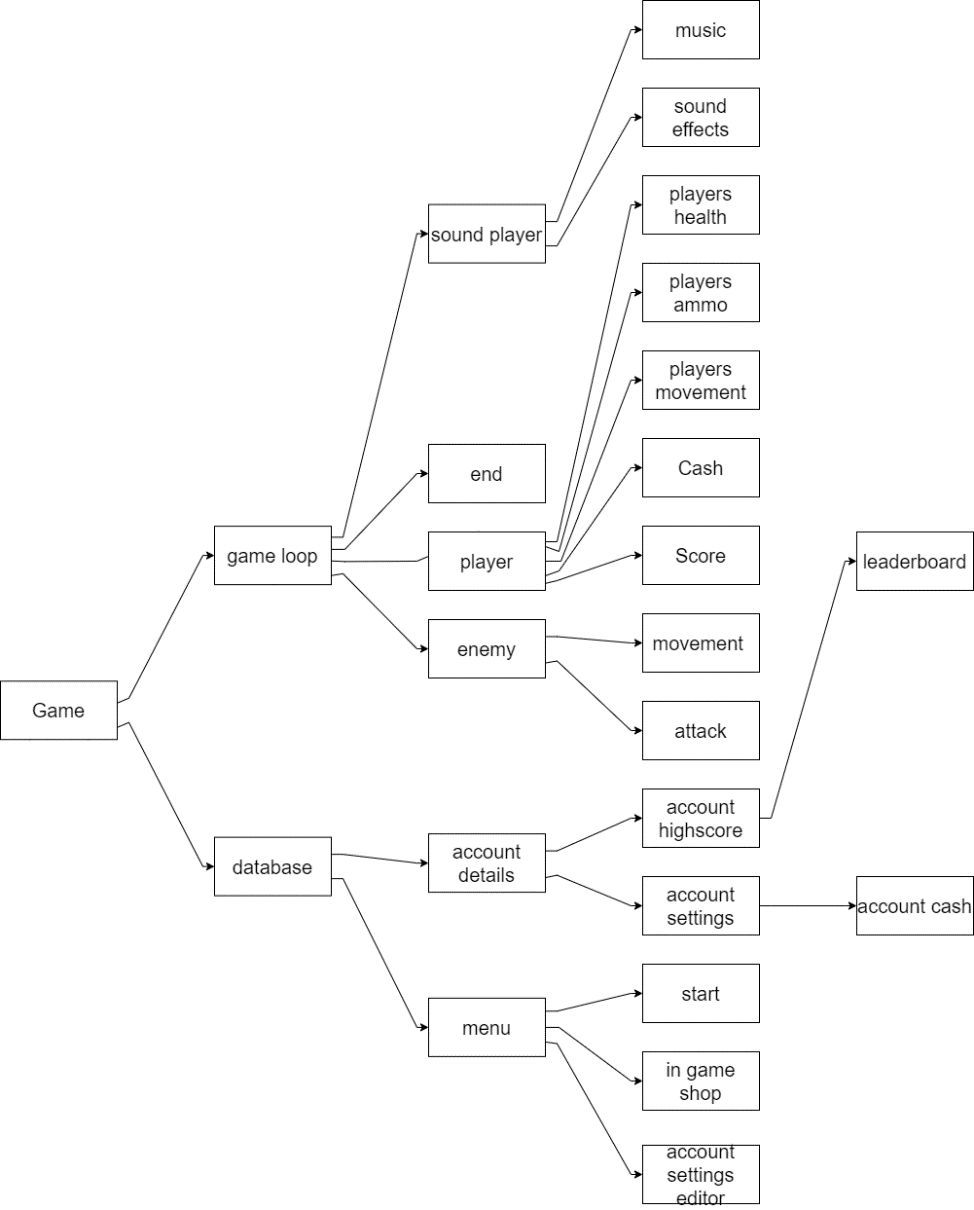 music
sound
effects
players
health
sound player
players
ammo
players
movement
end
Cash
game loop
player
Score
leaderboard
enemy
movement
Game
attack
account
highscore
database
account
details
account
settings
account cash
menu
start
in game
shop
account
settings
editor